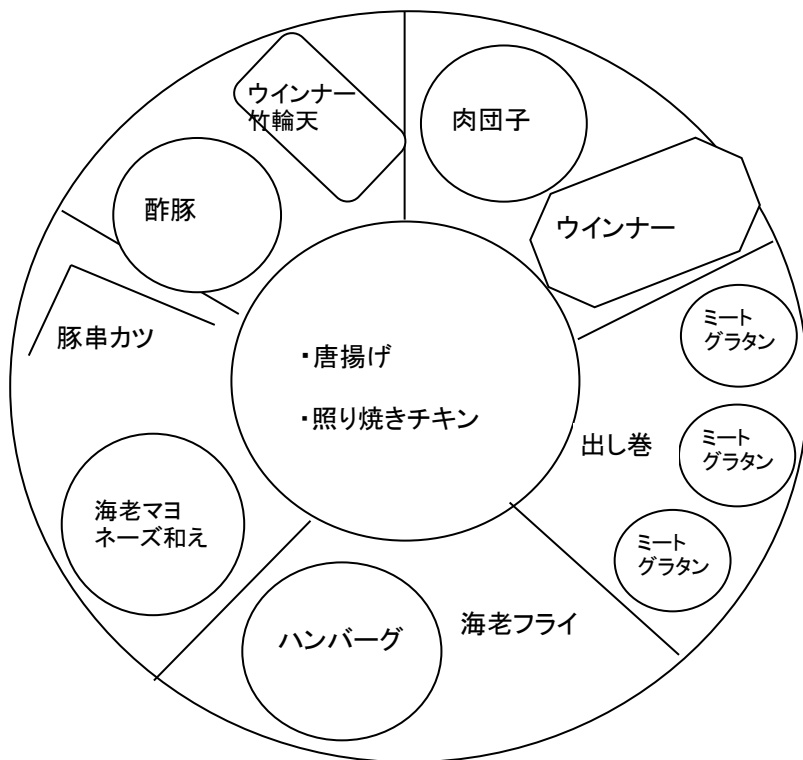 ウインナー
竹輪天
肉団子
酢豚
ウインナー
豚串カツ
・唐揚げ
・照り焼きチキン
ミート
グラタン
出し巻
ミート
グラタン
海老マヨ
ネーズ和え
ミート
グラタン
ハンバーグ
海老フライ